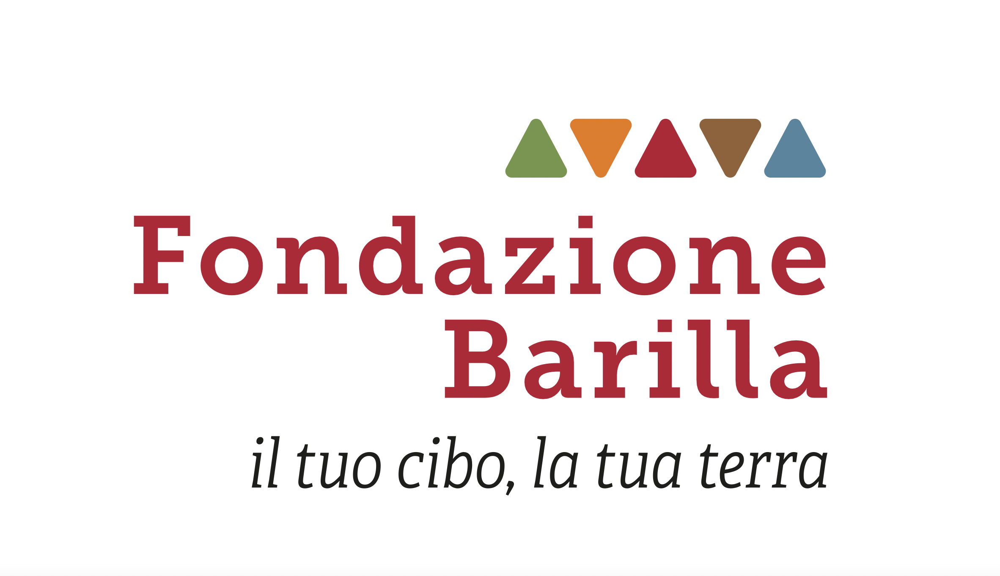 Fondazione
Barilla
il tuo cibo, la tua terra